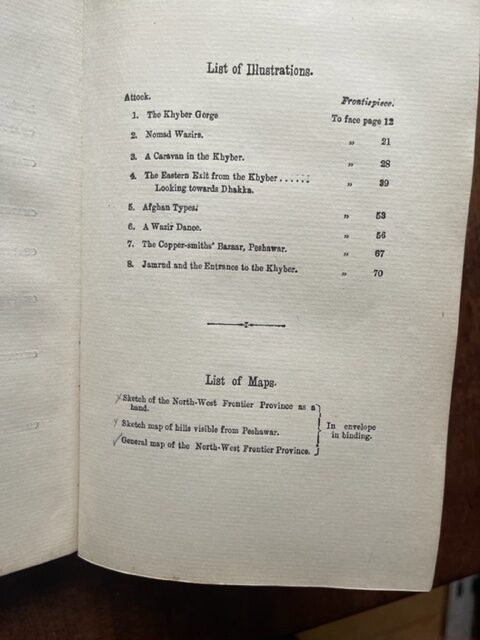 List of Illustrations.
Attock. Frontispiece.
1. The Khyber Gorge To face page 12
2. Nomad Wazirs. „ 21
3. A Caravan in the Khyber. „ 28
4. The Eastern Exit from the Khyber ...... „ 39
Looking towards Dhakka.
5. Afghan Types. „ 53
6. A Wazir Dance. „ 56
7. The Copper-smiths' Bazaar, Peshawar. „ 67
8. Jamrud and the Entrance to the Khyber. „ 70
List of Maps.
Sketch of the North-West Frontier Province as a
hand.
Sketch map of hills visible from Peshawar.
General map of the North-West Frontier Province.
In envelope
in binding.